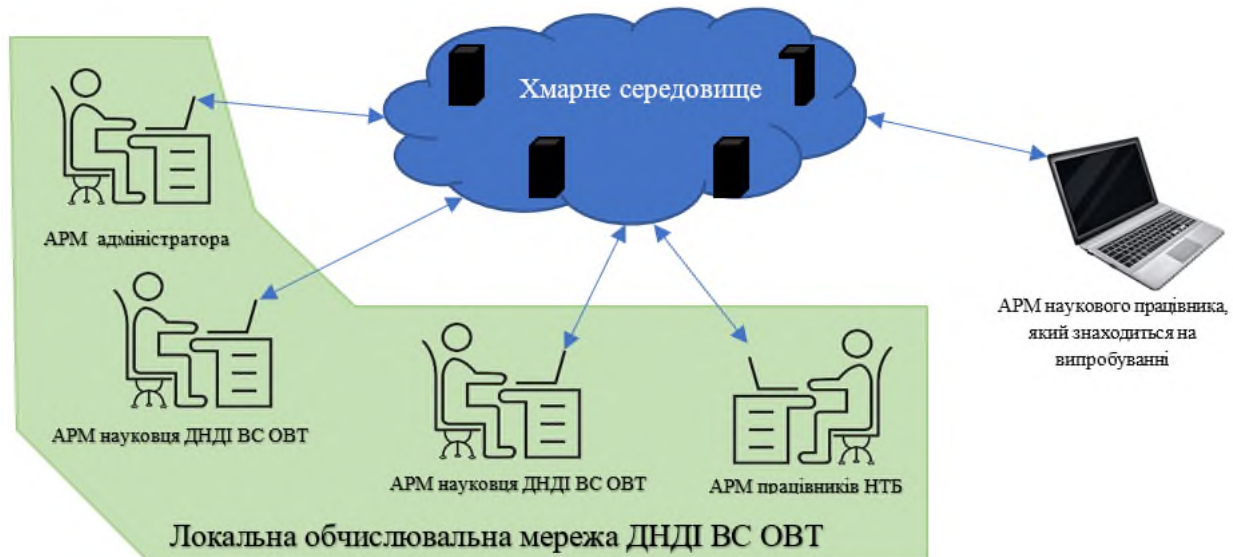 Хмарне середовище
АРМ адміністратора
АРМ наукового працівника,
який знаходиться на
випробуванні
АРМ науковця ДНДІ ВС ОВТ
АРМ науковця ДНДІ ВС ОВТ
АРМ працівників НТБ
Локальна обчислювальна мережа ДНДІ ВС ОВТ